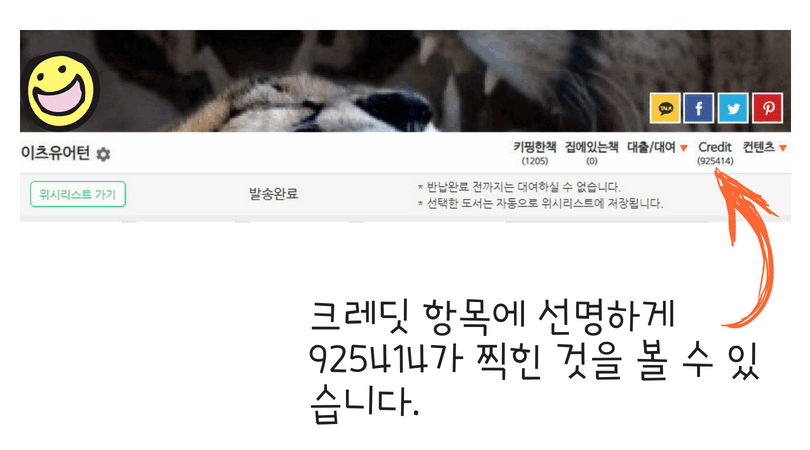 TALK
이츠유어턴
키핑한책 집에있는책 대출/대여 Credit 컨텐츠
(1205) (0) (925414)
위시리스트 가기
발송완료
* 반납완료 전까지는 대여하실 수 없습니다.
* 선택한 도서는 자동으로 위시리스트에 저장됩니다.
크레딧 항목에 선명하게
925414가 찍힌 것을 볼 수 있
습니다.